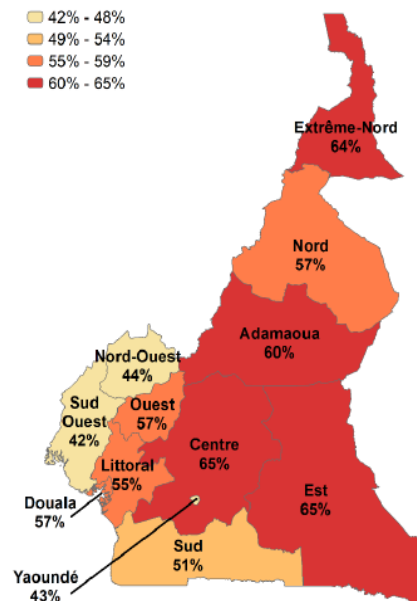 42% - 48%
49% - 54%
55% - 59%
60% - 65%
Extrême-Nord
64%
Nord
57%
Adamaoua
60%
Nord-Ouest
44%
Ouest
57%
Sud
Ouest
42%
Centre
65%
Littoral
55%
Est
65%
Douala
57%
Sud
51%
Yaoundé
43%